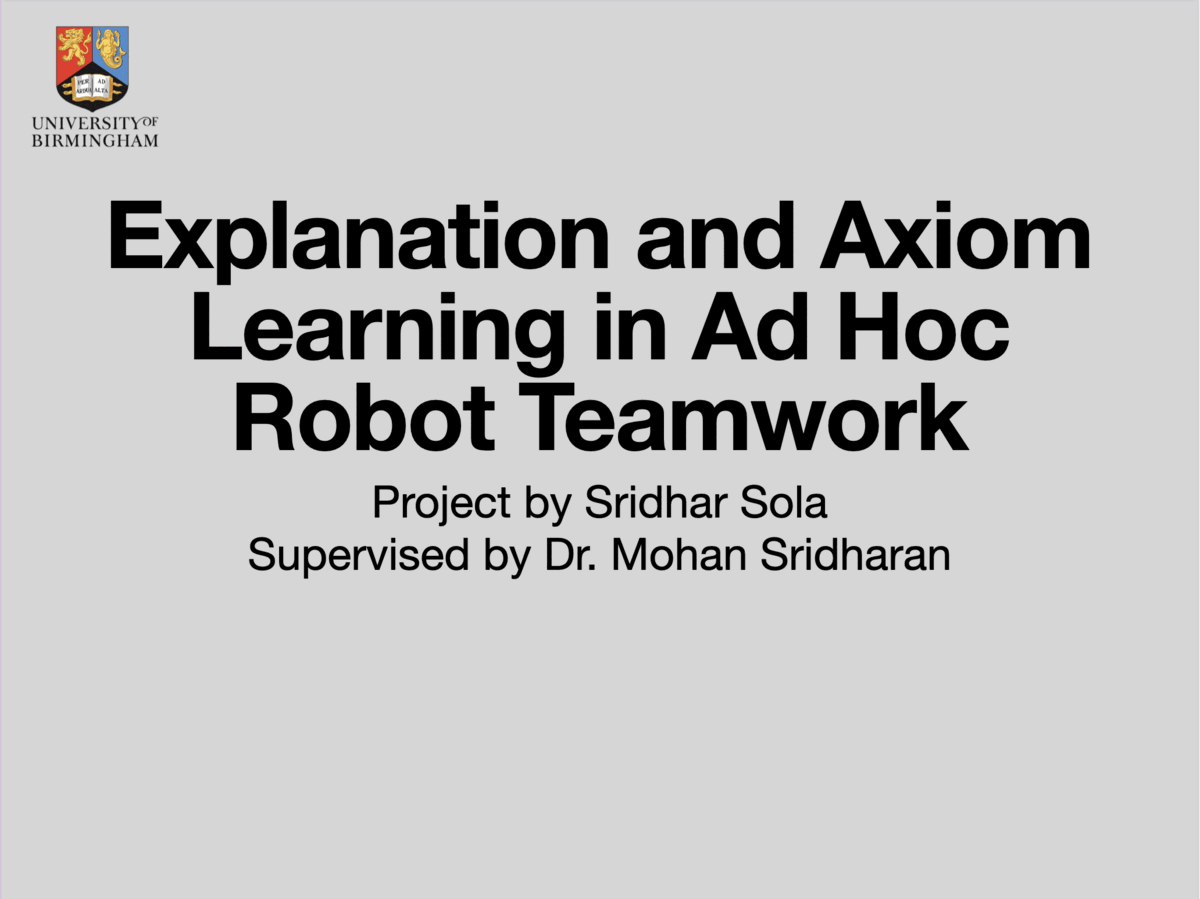 PER AD
ARDUA ALTA
UNIVERSITY OF
BIRMINGHAM
Explanation and Axiom
Learning in Ad Hoc
Robot Teamwork
Project by Sridhar Sola
Supervised by Dr. Mohan Sridharan